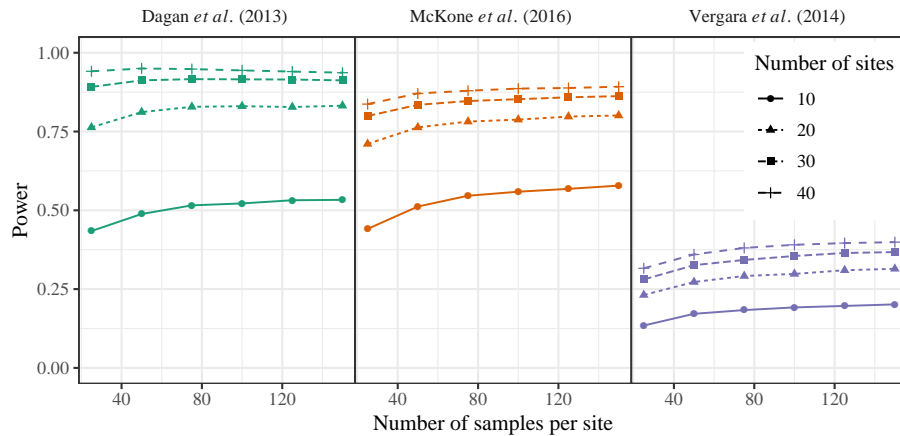 Dagan et al. (2013) McKone et al. (2016) Vergara et al. (2014)
1.00
0.75
0.50
0.25
0.00
Power
Number of sites
10
20
30
40
40 80 120 40 80 120 40 80 120
Number of samples per site